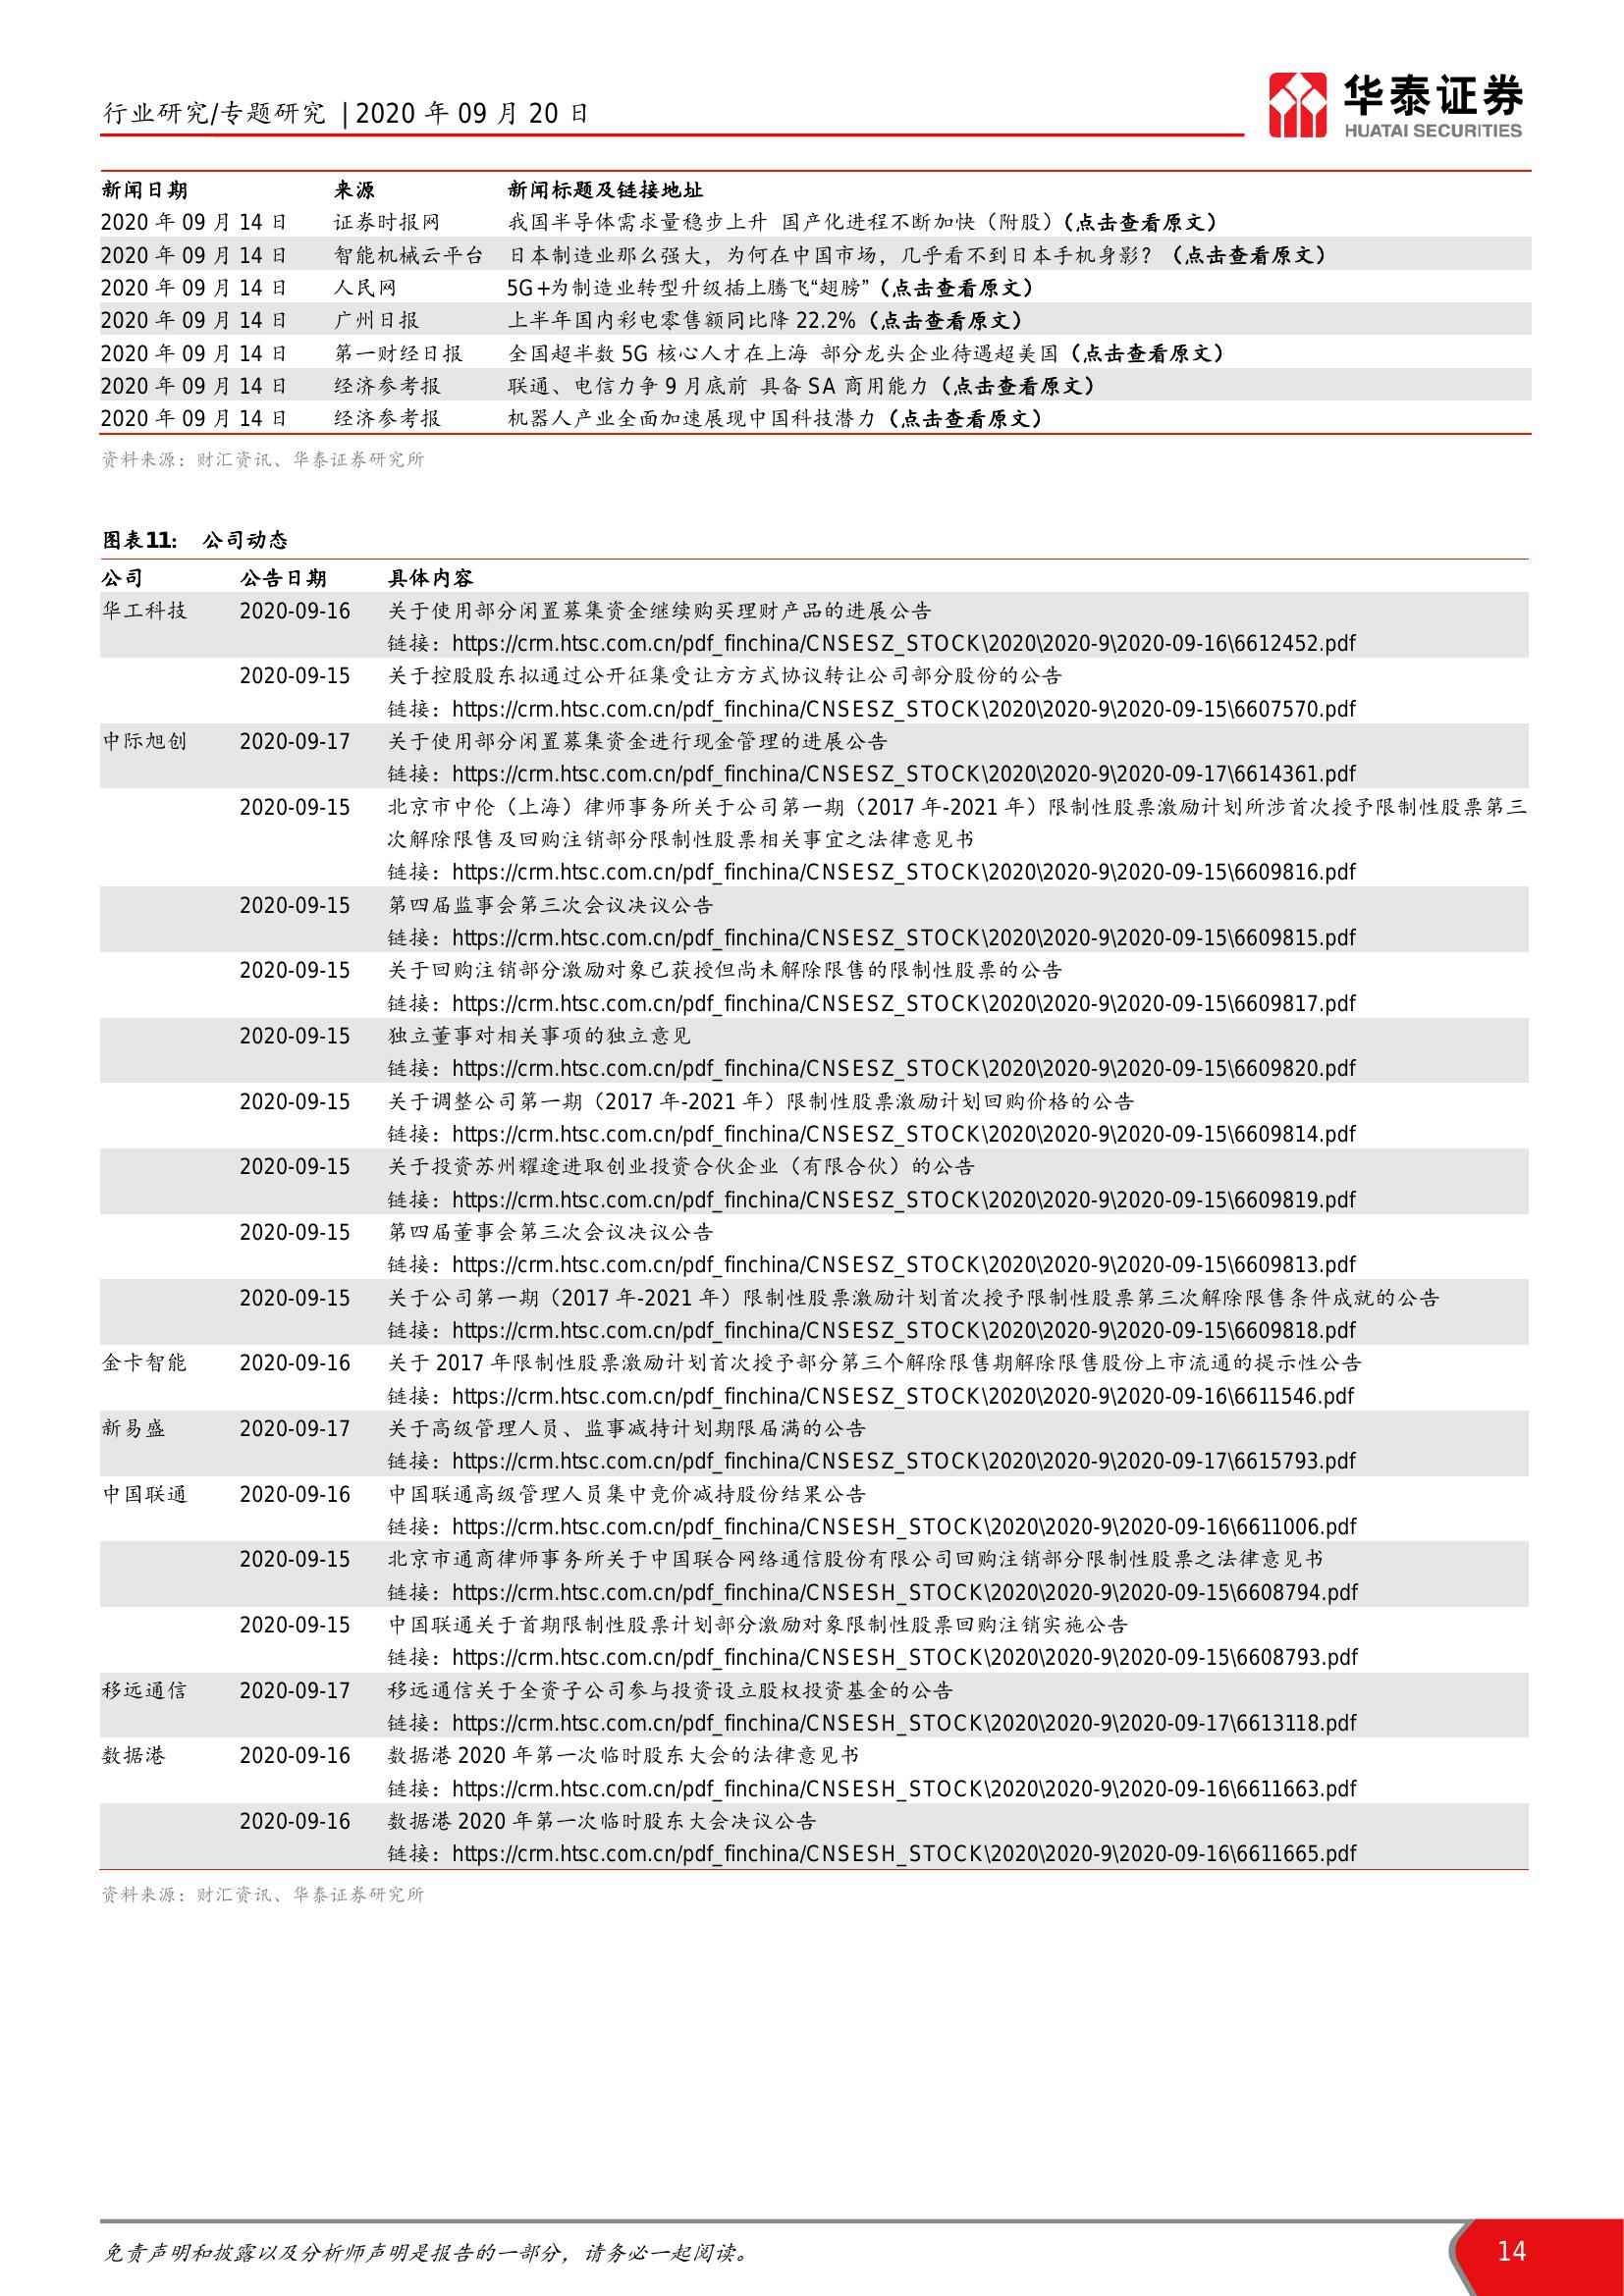 行业研究/专题研究 | 2020 年 09 月 20 日
华泰证券
HUATAI SECURITIES
新闻日期 来源 新闻标题及链接地址
2020 年 09 月 14 日 证券时报网 我国半导体需求量稳步上升 国产化进程不断加快（附股）（点击查看原文）
2020 年 09 月 14 日 智能机械云平台 日本制造业那么强大，为何在中国市场，几乎看不到日本手机身影？（点击查看原文）
2020 年 09 月 14 日 人民网 5G+为制造业转型升级插上腾飞“翅膀”（点击查看原文）
2020 年 09 月 14 日 广州日报 上半年国内彩电零售额同比降 22.2%（点击查看原文）
2020 年 09 月 14 日 第一财经日报 全国超半数 5G 核心人才在上海 部分龙头企业待遇超美国（点击查看原文）
2020 年 09 月 14 日 经济参考报 联通、电信力争 9 月底前 具备 SA 商用能力（点击查看原文）
2020 年 09 月 14 日 经济参考报 机器人产业全面加速展现中国科技潜力（点击查看原文）
资料来源：财汇资讯、华泰证券研究所
图表11： 公司动态
公司 公告日期 具体内容
华工科技 2020-09-16 关于使用部分闲置募集资金继续购买理财产品的进展公告
链接：https://crm.htsc.com.cn/pdf_finchina/CNSESZ_STOCK\2020\2020-9\2020-09-16\6612452.pdf
2020-09-15 关于控股股东拟通过公开征集受让方方式协议转让公司部分股份的公告
链接：https://crm.htsc.com.cn/pdf_finchina/CNSESZ_STOCK\2020\2020-9\2020-09-15\6607570.pdf
中际旭创 2020-09-17 关于使用部分闲置募集资金进行现金管理的进展公告
链接：https://crm.htsc.com.cn/pdf_finchina/CNSESZ_STOCK\2020\2020-9\2020-09-17\6614361.pdf
2020-09-15 北京市中伦（上海）律师事务所关于公司第一期（2017 年-2021 年）限制性股票激励计划所涉首次授予限制性股票第三
次解除限售及回购注销部分限制性股票相关事宜之法律意见书
链接：https://crm.htsc.com.cn/pdf_finchina/CNSESZ_STOCK\2020\2020-9\2020-09-15\6609816.pdf
2020-09-15 第四届监事会第三次会议决议公告
链接：https://crm.htsc.com.cn/pdf_finchina/CNSESZ_STOCK\2020\2020-9\2020-09-15\6609815.pdf
2020-09-15 关于回购注销部分激励对象已获授但尚未解除限售的限制性股票的公告
链接：https://crm.htsc.com.cn/pdf_finchina/CNSESZ_STOCK\2020\2020-9\2020-09-15\6609817.pdf
2020-09-15 独立董事对相关事项的独立意见
链接：https://crm.htsc.com.cn/pdf_finchina/CNSESZ_STOCK\2020\2020-9\2020-09-15\6609820.pdf
2020-09-15 关于调整公司第一期（2017 年-2021 年）限制性股票激励计划回购价格的公告
链接：https://crm.htsc.com.cn/pdf_finchina/CNSESZ_STOCK\2020\2020-9\2020-09-15\6609814.pdf
2020-09-15 关于投资苏州耀途进取创业投资合伙企业（有限合伙）的公告
链接：https://crm.htsc.com.cn/pdf_finchina/CNSESZ_STOCK\2020\2020-9\2020-09-15\6609819.pdf
2020-09-15 第四届董事会第三次会议决议公告
链接：https://crm.htsc.com.cn/pdf_finchina/CNSESZ_STOCK\2020\2020-9\2020-09-15\6609813.pdf
2020-09-15 关于公司第一期（2017 年-2021 年）限制性股票激励计划首次授予限制性股票第三次解除限售条件成就的公告
链接：https://crm.htsc.com.cn/pdf_finchina/CNSESZ_STOCK\2020\2020-9\2020-09-15\6609818.pdf
金卡智能 2020-09-16 关于 2017 年限制性股票激励计划首次授予部分第三个解除限售期解除限售股份上市流通的提示性公告
链接：https://crm.htsc.com.cn/pdf_finchina/CNSESZ_STOCK\2020\2020-9\2020-09-16\6611546.pdf
新易盛 2020-09-17 关于高级管理人员、监事减持计划期限届满的公告
链接：https://crm.htsc.com.cn/pdf_finchina/CNSESZ_STOCK\2020\2020-9\2020-09-17\6615793.pdf
中国联通 2020-09-16 中国联通高级管理人员集中竞价减持股份结果公告
链接：https://crm.htsc.com.cn/pdf_finchina/CNSESH_STOCK\2020\2020-9\2020-09-16\6611006.pdf
2020-09-15 北京市通商律师事务所关于中国联合网络通信股份有限公司回购注销部分限制性股票之法律意见书
链接：https://crm.htsc.com.cn/pdf_finchina/CNSESH_STOCK\2020\2020-9\2020-09-15\6608794.pdf
2020-09-15 中国联通关于首期限制性股票计划部分激励对象限制性股票回购注销实施公告
链接：https://crm.htsc.com.cn/pdf_finchina/CNSESH_STOCK\2020\2020-9\2020-09-15\6608793.pdf
移远通信 2020-09-17 移远通信关于全资子公司参与投资设立股权投资基金的公告
链接：https://crm.htsc.com.cn/pdf_finchina/CNSESH_STOCK\2020\2020-9\2020-09-17\6613118.pdf
数据港 2020-09-16 数据港 2020 年第一次临时股东大会的法律意见书
链接：https://crm.htsc.com.cn/pdf_finchina/CNSESH_STOCK\2020\2020-9\2020-09-16\6611663.pdf
2020-09-16 数据港 2020 年第一次临时股东大会决议公告
链接：https://crm.htsc.com.cn/pdf_finchina/CNSESH_STOCK\2020\2020-9\2020-09-16\6611665.pdf
资料来源：财汇资讯、华泰证券研究所
免责声明和披露以及分析师声明是报告的一部分，请务必一起阅读。
14